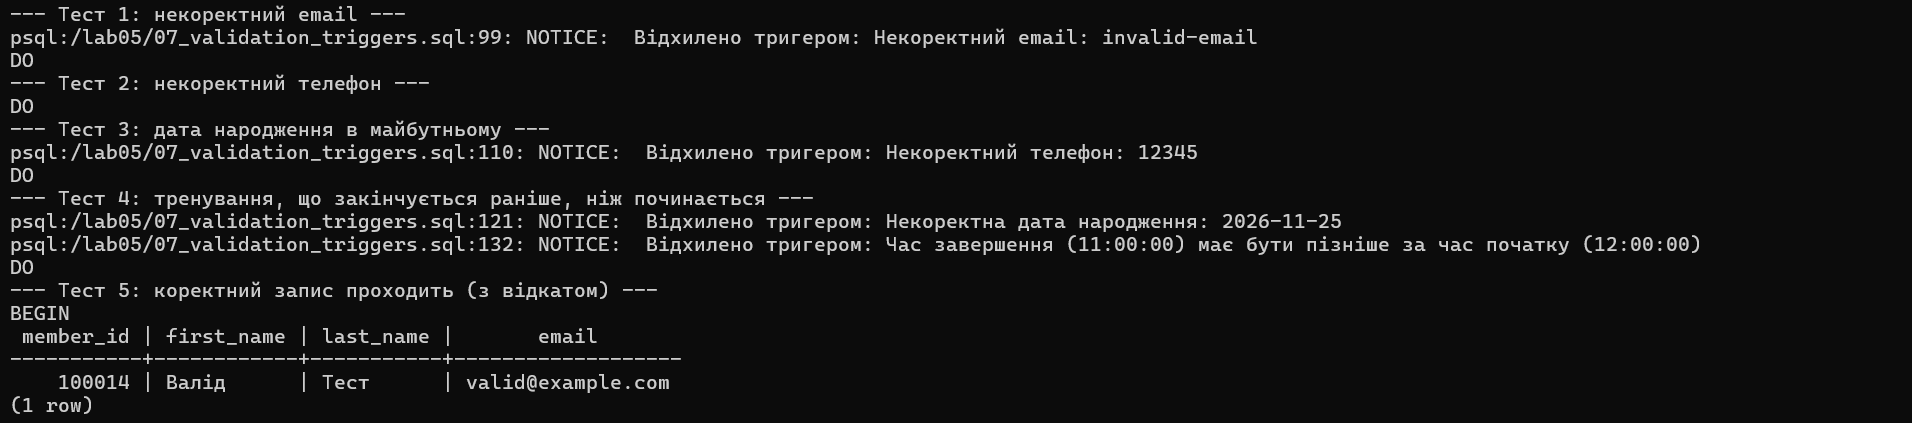 --- Тест 1: некоректний email ---
psql:/lab05/07_validation_triggers.sql:99: NOTICE:  Відхилено тригером: Некоректний email: invalid-email
DO
--- Тест 2: некоректний телефон ---
DO
--- Тест 3: дата народження в майбутньому ---
psql:/lab05/07_validation_triggers.sql:110: NOTICE:  Відхилено тригером: Некоректний телефон: 12345
DO
--- Тест 4: тренування, що закінчується раніше, ніж починається ---
psql:/lab05/07_validation_triggers.sql:121: NOTICE:  Відхилено тригером: Некоректна дата народження: 2026-11-25
psql:/lab05/07_validation_triggers.sql:132: NOTICE:  Відхилено тригером: Час завершення (11:00:00) має бути пізніше за час початку (12:00:00)
DO
--- Тест 5: коректний запис проходить (з відкатом) ---
BEGIN
 member_id | first_name | last_name |       email
-----------+------------+-----------+-------------------
    100014 | Валід      | Тест      | valid@example.com
(1 row)